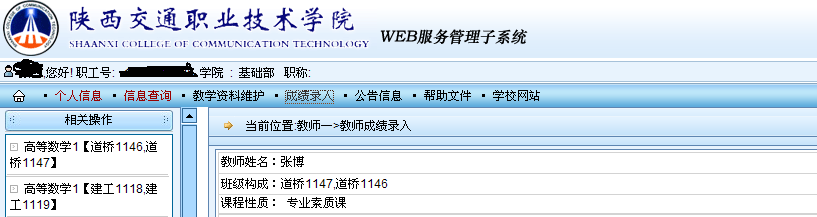 陕西交通职业技术学院
SHAANXI COLLEGE OF COMMUNICATION TECHNOLOGY
WEB服务管理子系统
,您好! 职工号: 学院 : 基础部 职称:
· 个人信息 · 信息查询 · 教学资料维护 · 成绩录入 · 公告信息 · 帮助文件 · 学校网站
相关操作
当前位置:教师—>教师成绩录入
高等数学1【道桥1146,道
桥1147】
高等数学1【建工1118,建
工1119】
教师姓名：张博
班级构成：道桥1147,道桥1146
课程性质： 专业素质课